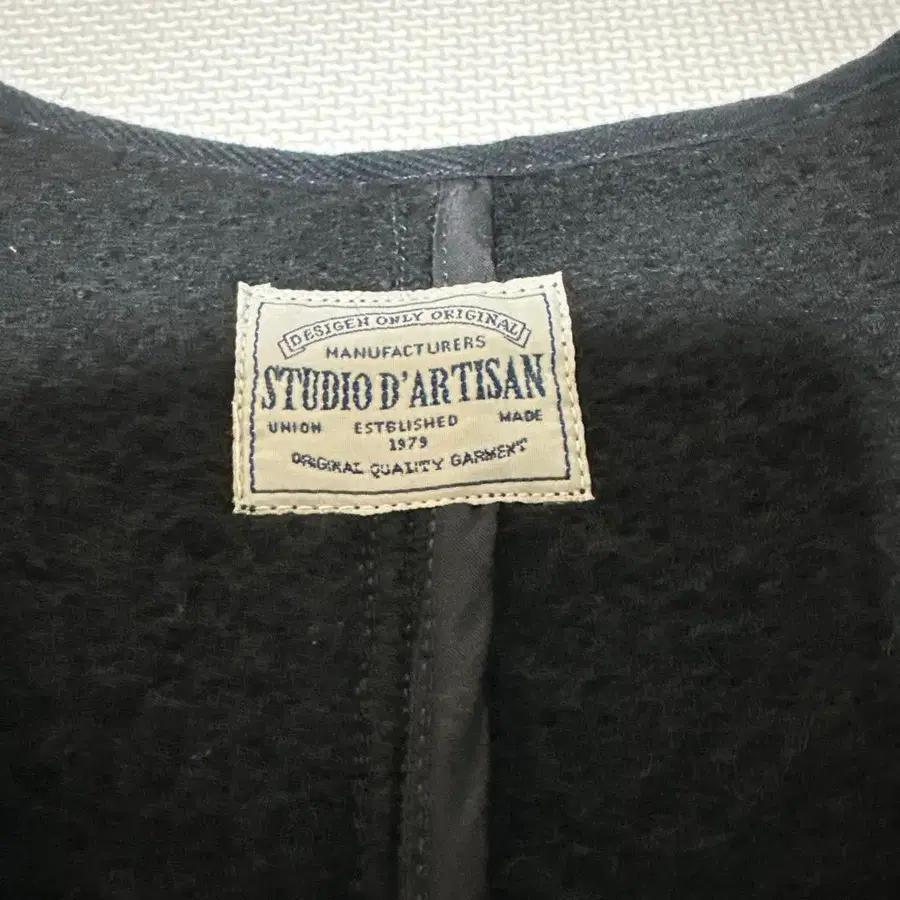 DESIGEN ONLY ORIGINAL
MANUFACTURERS
STUDIO D'ARTISAN
UNION ESTBLISHED MADE
1979
ORIGINAL QUALITY GARMENT